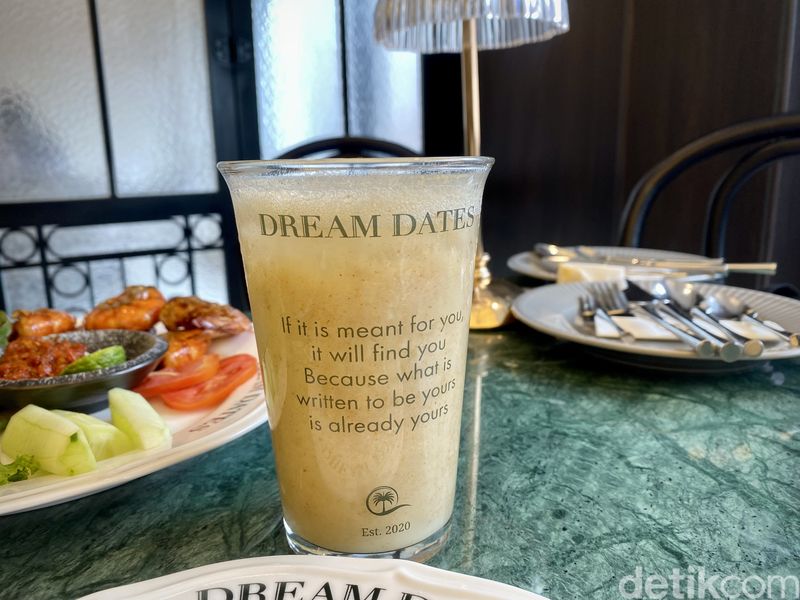 DREAM DATES
If it is meant for you,
it will find you
Because what is
written to be yours
is already yours
Est. 2020
DREAM D
detikcom